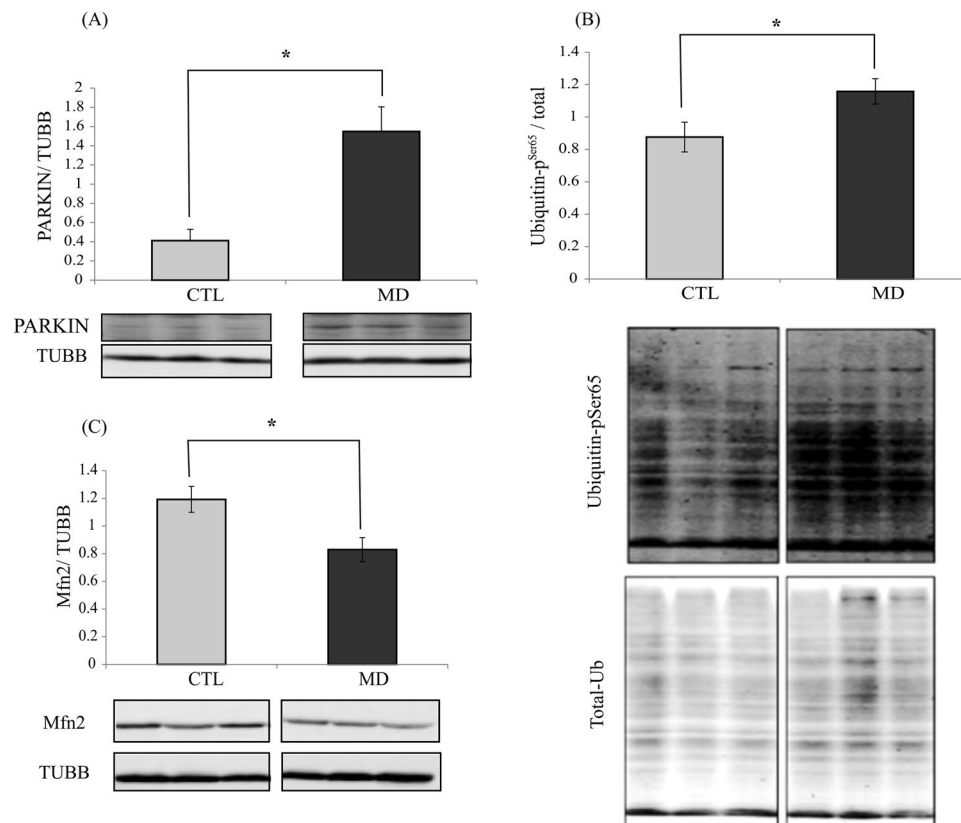 (A)
*
PARKIN/ TUBB
2
1.8
1.6
1.4
1.2
1
0.8
0.6
0.4
0.2
0
CTL MD
PARKIN
TUBB
(B)
*
Ubiquitin-pSer65 / total
1.4
1.2
1
0.8
0.6
0.4
0.2
0
CTL MD
Ubiquitin-pSer65
Total-Ub
(C)
*
Mfn2/ TUBB
1.4
1.2
1
0.8
0.6
0.4
0.2
0
CTL MD
Mfn2
TUBB